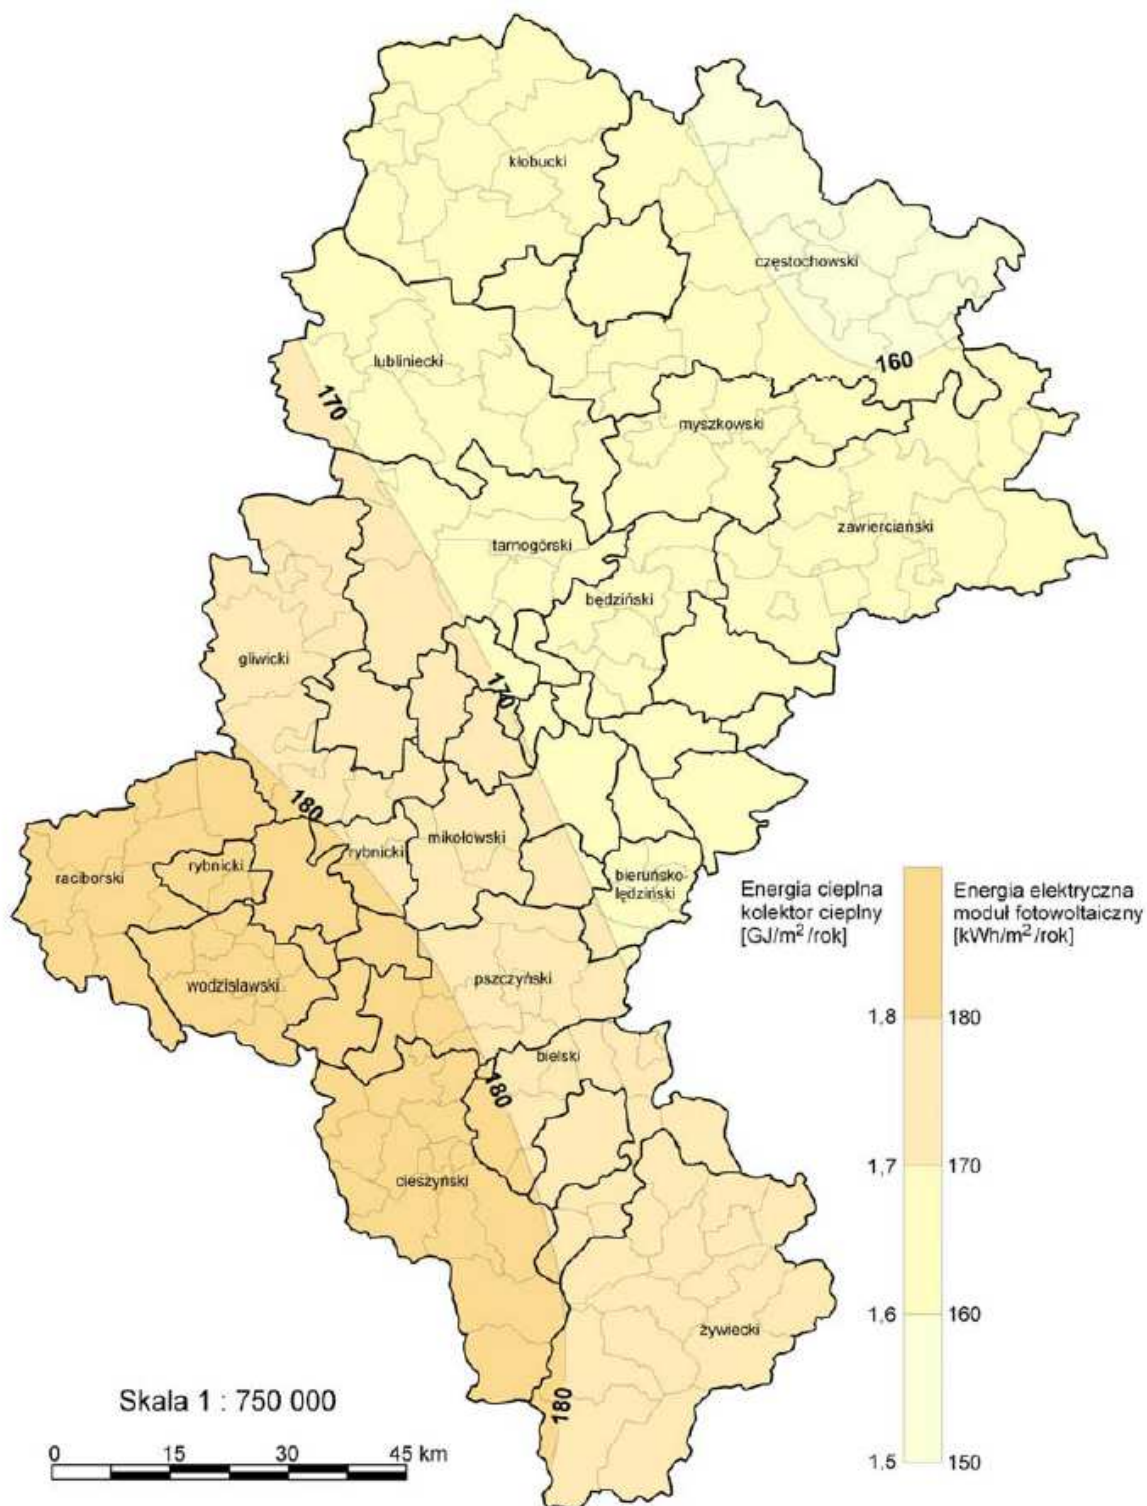 kłobucki
częstochowski
160
lubliniecki
170
myszkowski
zawierciański
tarnogórski
będziński
gliwicki
170
180
mikołowski
rybnicki
rybnicki
raciborski
bieruńsko-
lędziński
Energia cieplna
kolektor cieplny
[GJ/m²/rok]
Energia elektryczna
moduł fotowoltaiczny
[kWh/m²/rok]
wodzisławski
pszczyński
1,8 180
bielski
180
1,7 170
cieszyński
1,6 160
żywiecki
180
Skala 1 : 750 000
0 15 30 45 km
1,5 150